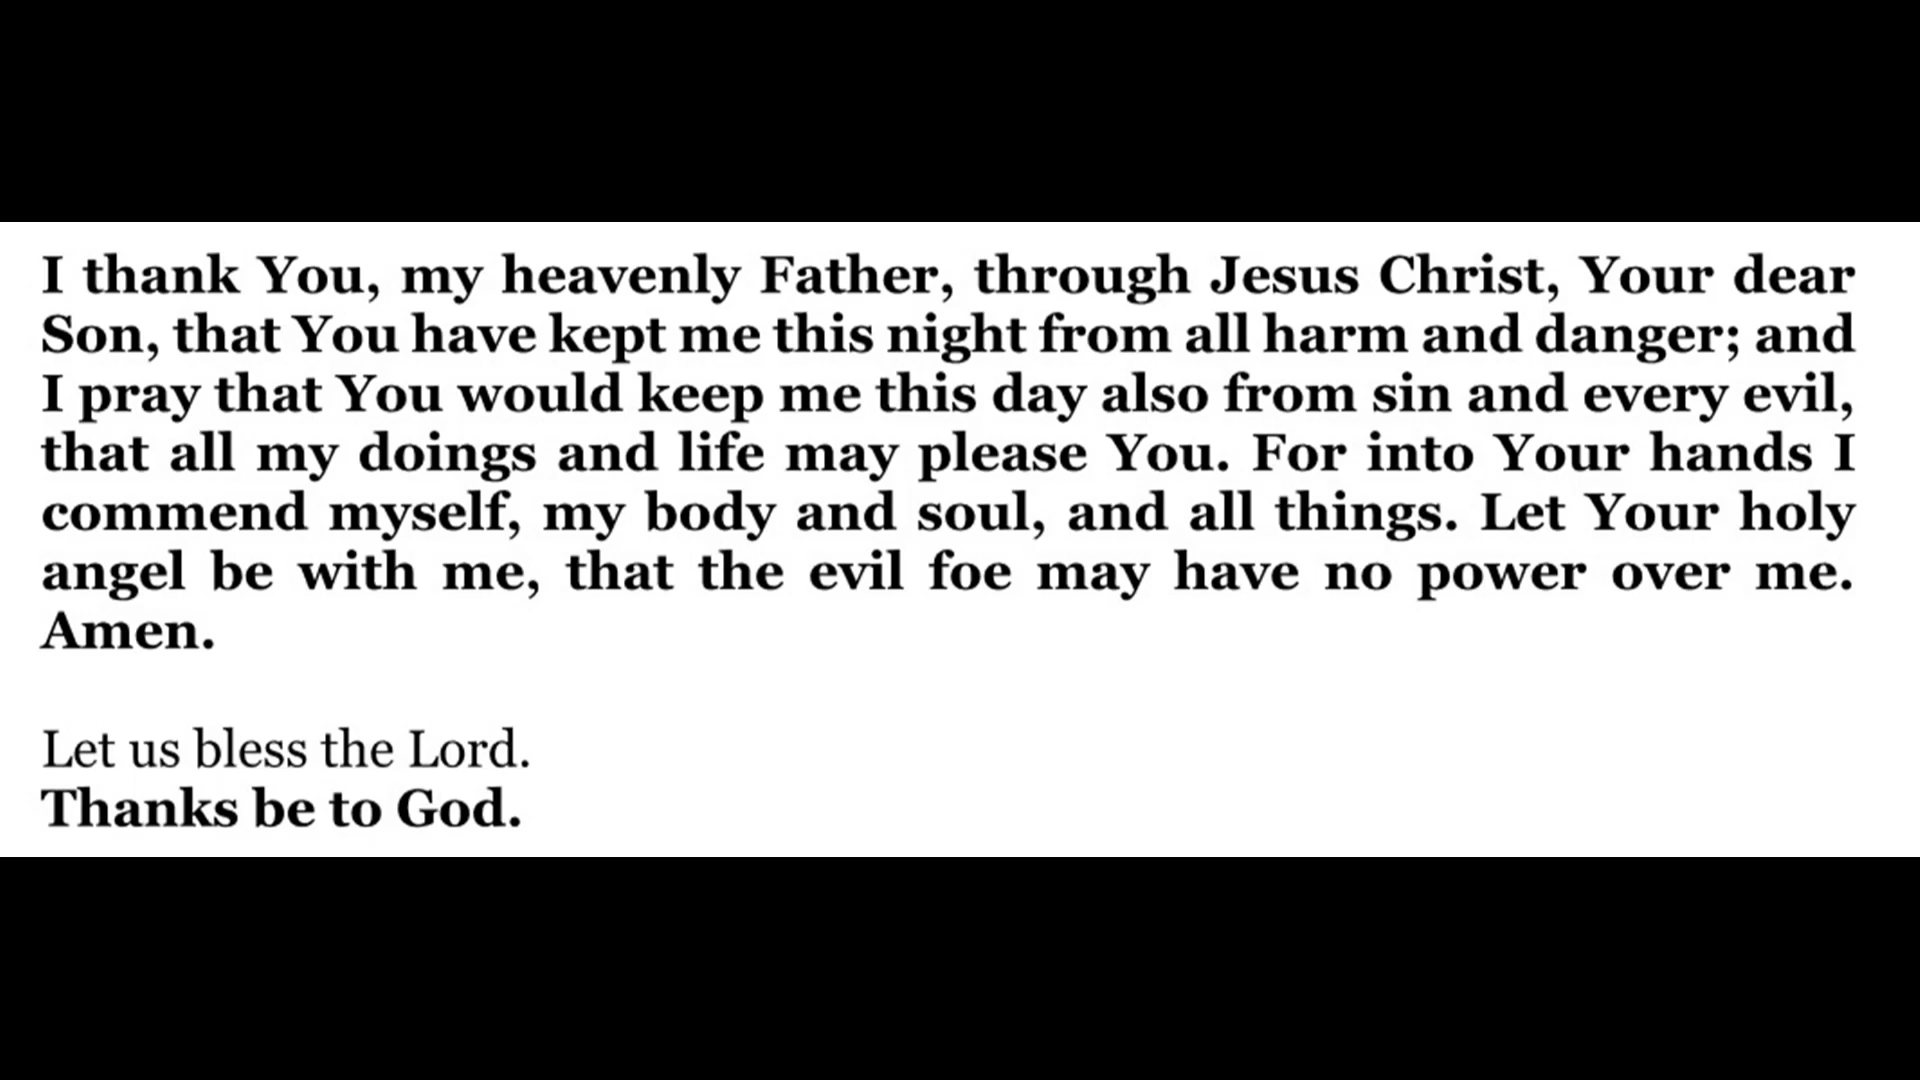 I thank You, my heavenly Father, through Jesus Christ, Your dear
Son, that You have kept me this night from all harm and danger; and
I pray that You would keep me this day also from sin and every evil,
that all my doings and life may please You. For into Your hands I
commend myself, my body and soul, and all things. Let Your holy
angel be with me, that the evil foe may have no power over me.
Amen.
Let us bless the Lord.
Thanks be to God.